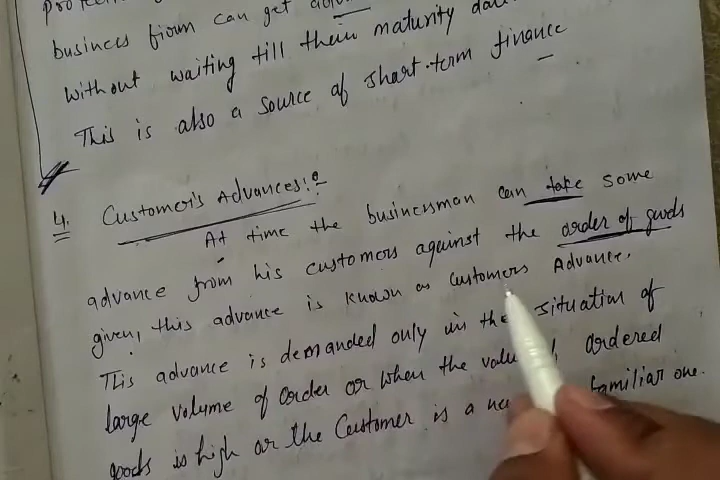 business firm can get
without waiting till their maturity
This is also a source of short-term finance
4. Customer's Advances:-
At time the businessman can take some
advance from his customers against the order of goods
given, this advance is known as Customers Advance.
This advance is demanded only in the situation of
large volume of order or when the ordered
goods is high or the Customer is a familiar one.